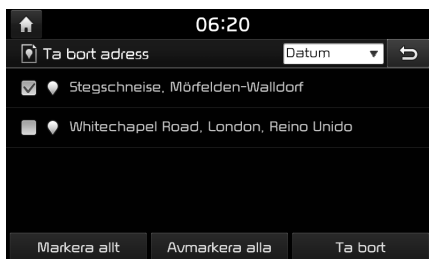 06:20
Ta bort adress Datum
Stegschneise, Mörfelden-Walldorf
Whitechapel Road, London, Reino Unido
Markera allt Avmarkera alla Ta bort